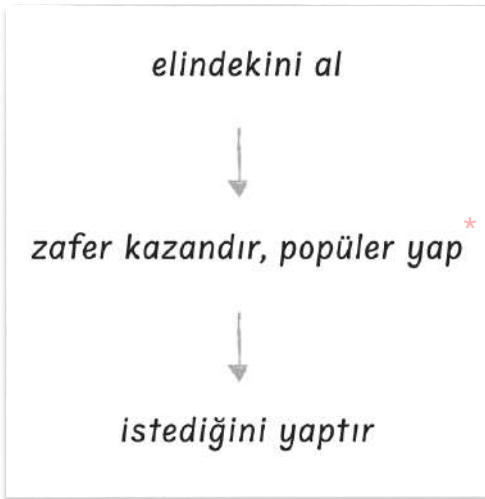 elindekini al
zafer kazandır, popüler yap*
istediğini yaptır